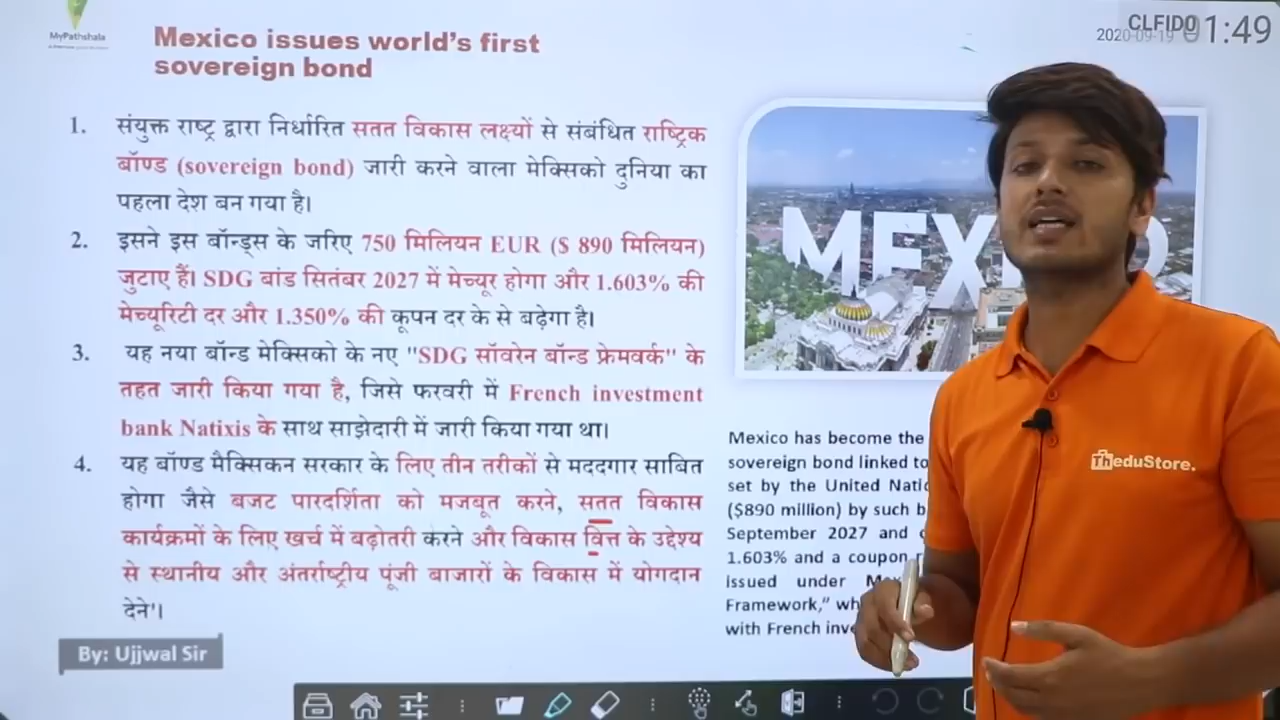 MyPathshala
CLFID0
2020-09-19 01:49
Mexico issues world's first
sovereign bond
1. संयुक्त राष्ट्र द्वारा निर्धारित सतत विकास लक्ष्यों से संबंधित राष्ट्रिक
बॉण्ड (sovereign bond) जारी करने वाला मेक्सिको दुनिया का
पहला देश बन गया है।
2. इसने इस बॉन्ड्स के जरिए 750 मिलियन EUR ($ 890 मिलियन)
जुटाए हैं। SDG बांड सितंबर 2027 में मेच्यूर होगा और 1.603% की
मेच्यूरिटी दर और 1.350% की कूपन दर के से बढ़ेगा है।
3. यह नया बॉन्ड मेक्सिको के नए "SDG सॉवरेन बॉन्ड फ्रेमवर्क" के
तहत जारी किया गया है, जिसे फरवरी में French investment
bank Natixis के साथ साझेदारी में जारी किया गया था।
4. यह बॉण्ड मैक्सिकन सरकार के लिए तीन तरीकों से मददगार साबित
होगा जैसे बजट पारदर्शिता को मजबूत करने, सतत विकास
कार्यक्रमों के लिए खर्च में बढ़ोतरी करने और विकास वित्त के उद्देश्य
से स्थानीय और अंतर्राष्ट्रीय पूंजी बाजारों के विकास में योगदान
देने'।
By: Ujjwal Sir
Mexico has become the
sovereign bond linked to
set by the United
($890 million) by such
September 2027 and
1.603% and a coupon
issued under
Framework,"
with French
TheduStore.